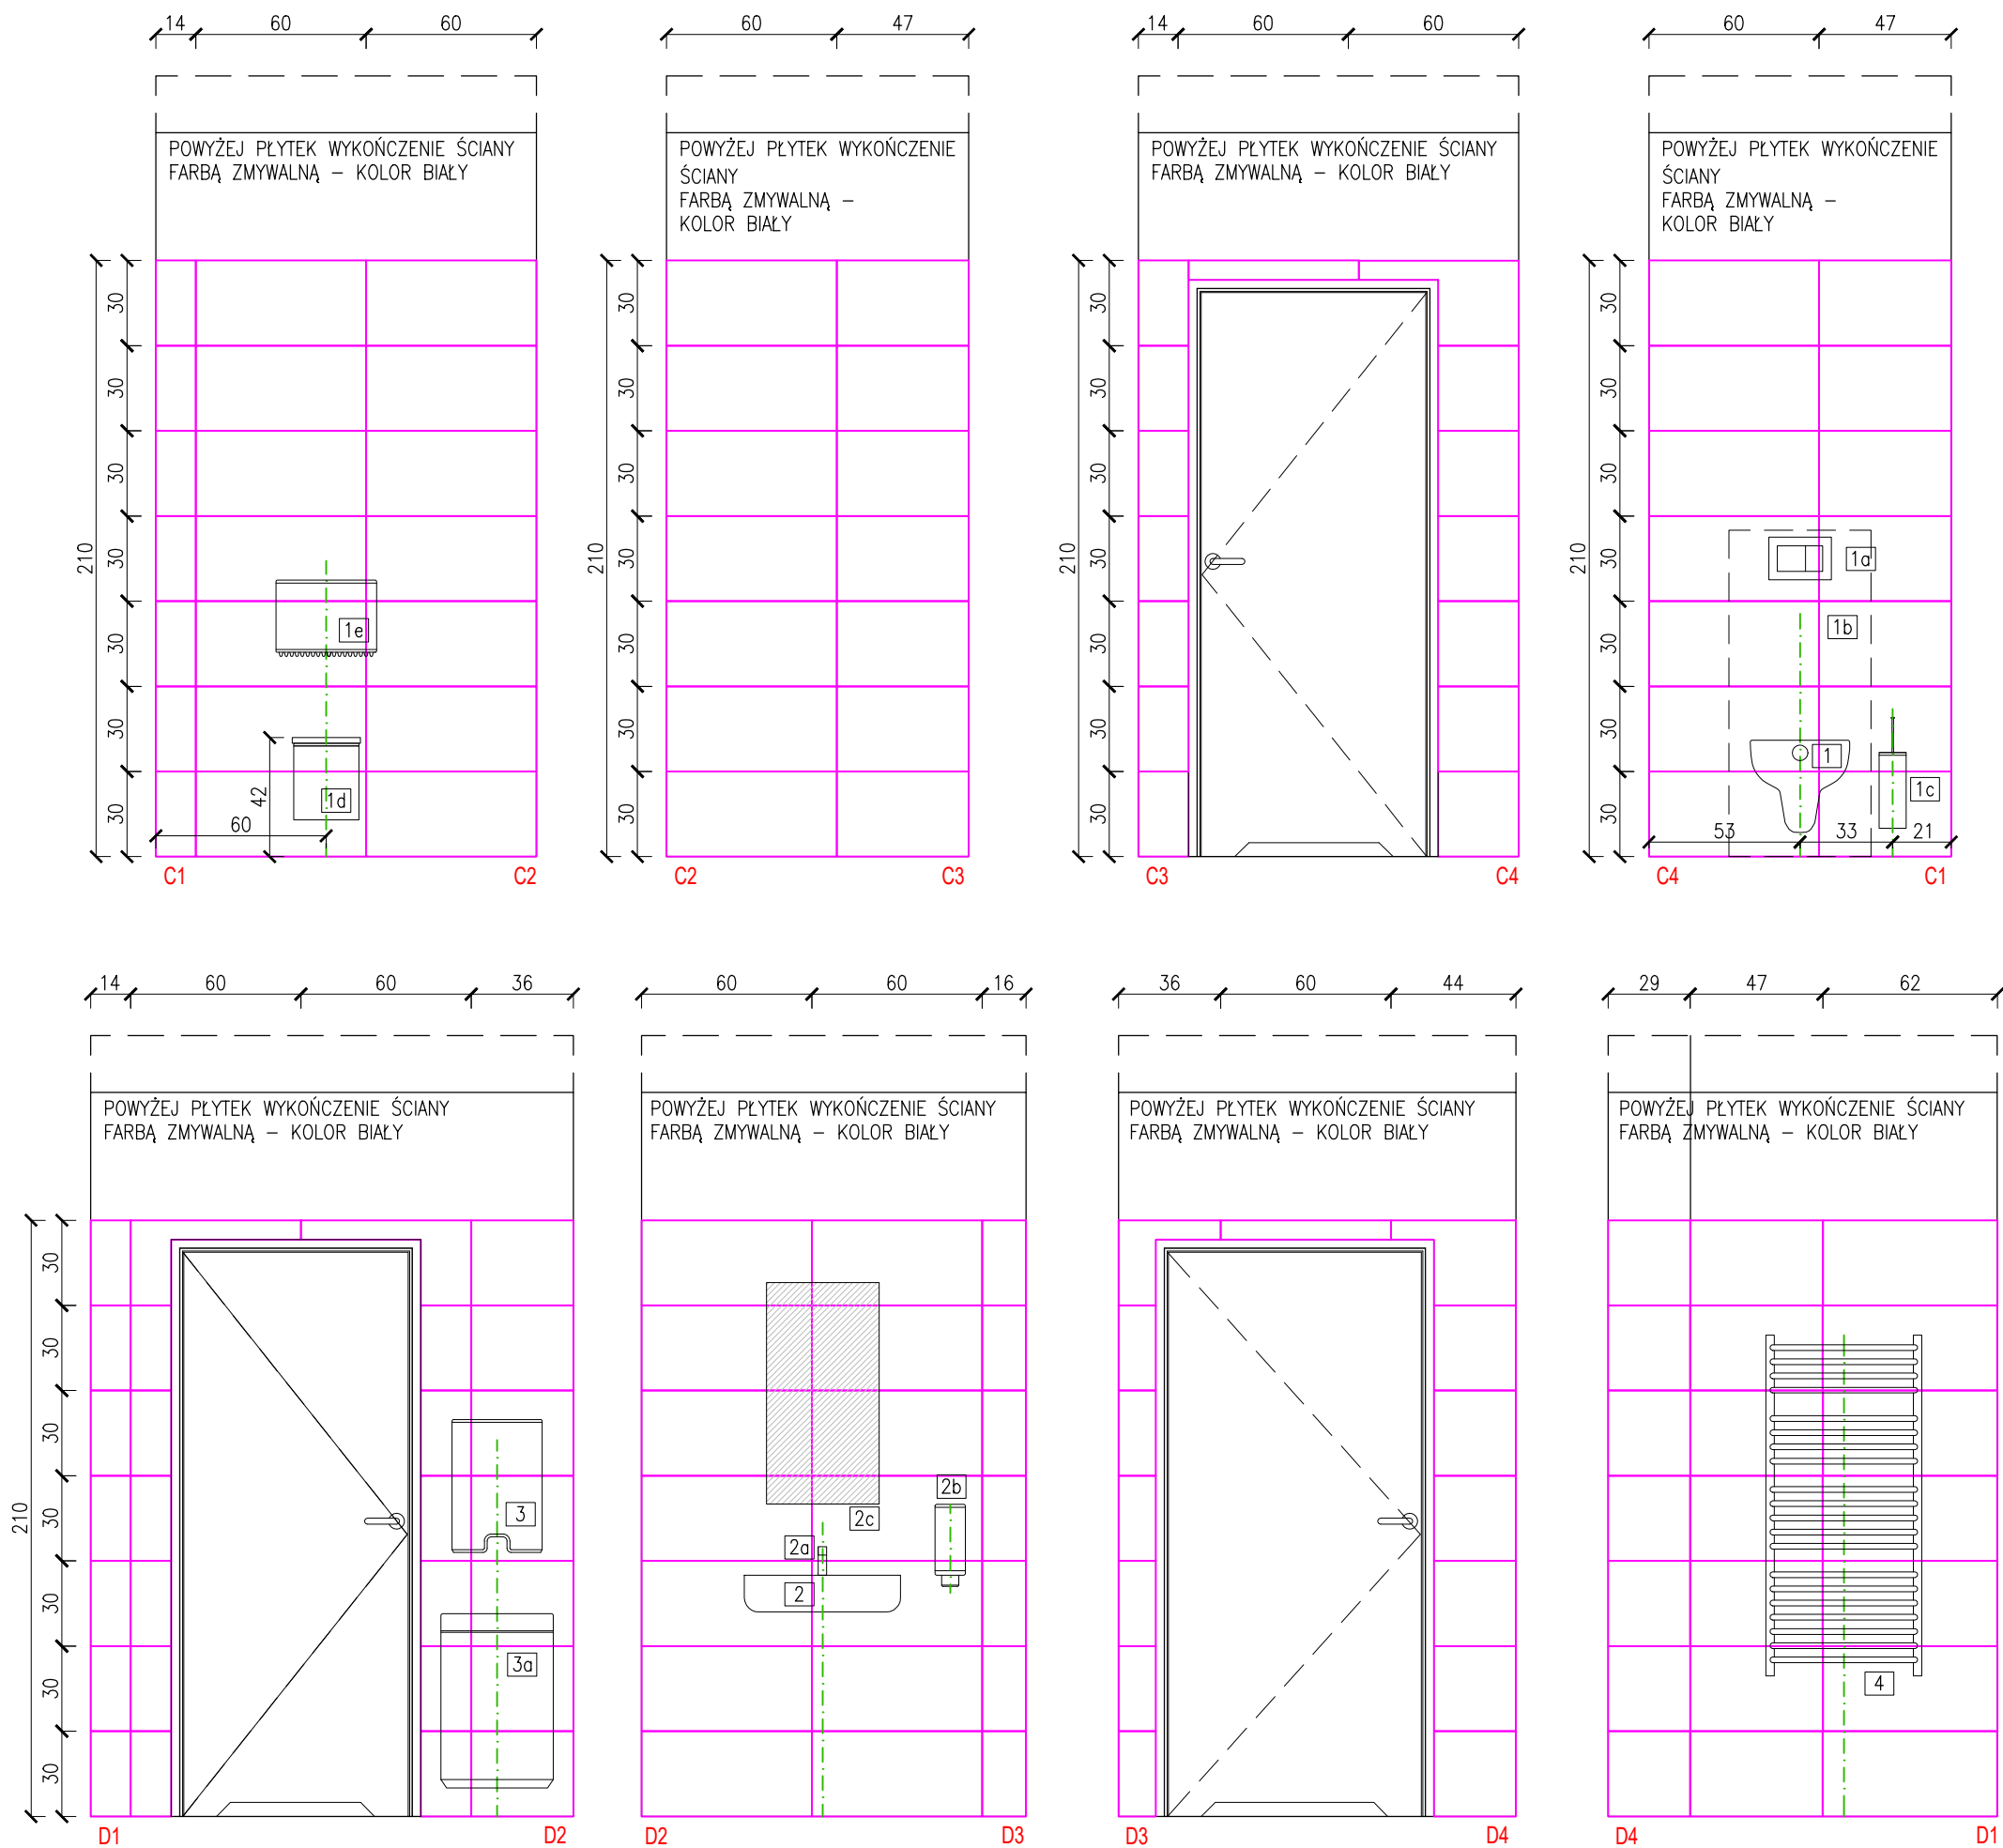 14 60 60
60 47
14 60 60
60 47
POWYŻEJ PŁYTEK WYKOŃCZENIE ŚCIANY
FARBĄ ZMYWALNĄ – KOLOR BIAŁY
POWYŻEJ PŁYTEK WYKOŃCZENIE
ŚCIANY
FARBĄ ZMYWALNĄ –
KOLOR BIAŁY
POWYŻEJ PŁYTEK WYKOŃCZENIE ŚCIANY
FARBĄ ZMYWALNĄ – KOLOR BIAŁY
POWYŻEJ PŁYTEK WYKOŃCZENIE
ŚCIANY
FARBĄ ZMYWALNĄ –
KOLOR BIAŁY
210
30
30
30
30
30
30
30
1e
42
1d
60
C1 C2
210
30
30
30
30
30
30
30
C2 C3
210
30
30
30
30
30
30
30
C3 C4
210
30
30
30
30
30
30
30
1a
1b
1
1c
53 33 21
C4 C1
14 60 60 36
60 60 16
36 60 44
29 47 62
POWYŻEJ PŁYTEK WYKOŃCZENIE ŚCIANY
FARBĄ ZMYWALNĄ – KOLOR BIAŁY
POWYŻEJ PŁYTEK WYKOŃCZENIE ŚCIANY
FARBĄ ZMYWALNĄ – KOLOR BIAŁY
POWYŻEJ PŁYTEK WYKOŃCZENIE ŚCIANY
FARBĄ ZMYWALNĄ – KOLOR BIAŁY
POWYŻEJ PŁYTEK WYKOŃCZENIE ŚCIANY
FARBĄ ZMYWALNĄ – KOLOR BIAŁY
210
30
30
30
30
30
30
30
3
3a
D1 D2
2b
2c
2a
2
D2 D3
D3 D4
4
D4 D1